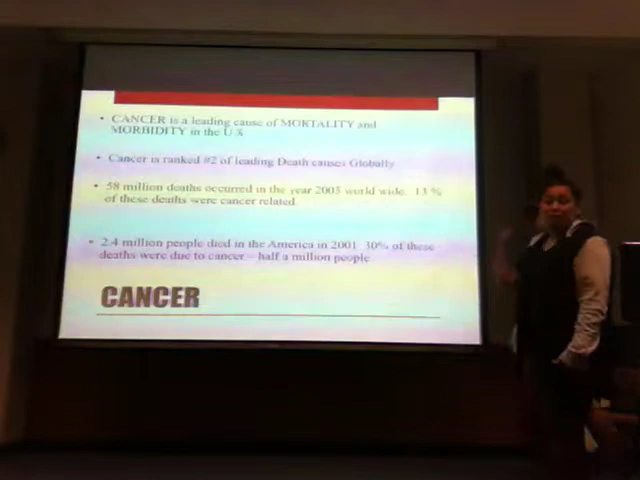 • CANCER is a leading cause of MORTALITY and
MORBIDITY in the U.S
• Cancer is ranked #2 of leading Death causes Globally
• 58 million deaths occurred in the year 2005 world wide. 13 %
of these deaths were cancer related.
• 2.4 million people died in the America in 2001 30% of these
deaths were due to cancer – half a million people
CANCER